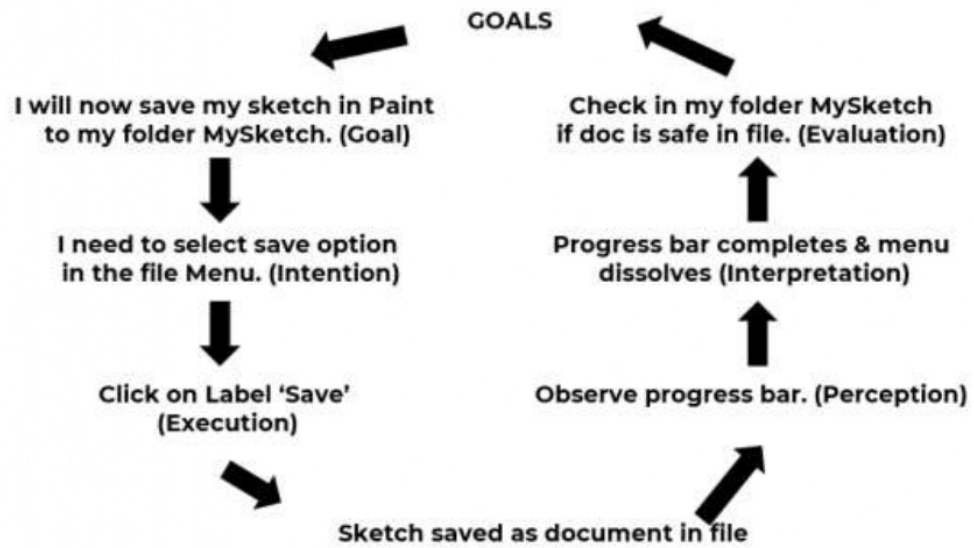 GOALS
I will now save my sketch in Paint
to my folder MySketch. (Goal)
I need to select save option
in the file Menu. (Intention)
Click on Label ‘Save’
(Execution)
Sketch saved as document in file
Observe progress bar. (Perception)
Progress bar completes & menu
dissolves (Interpretation)
Check in my folder MySketch
if doc is safe in file. (Evaluation)